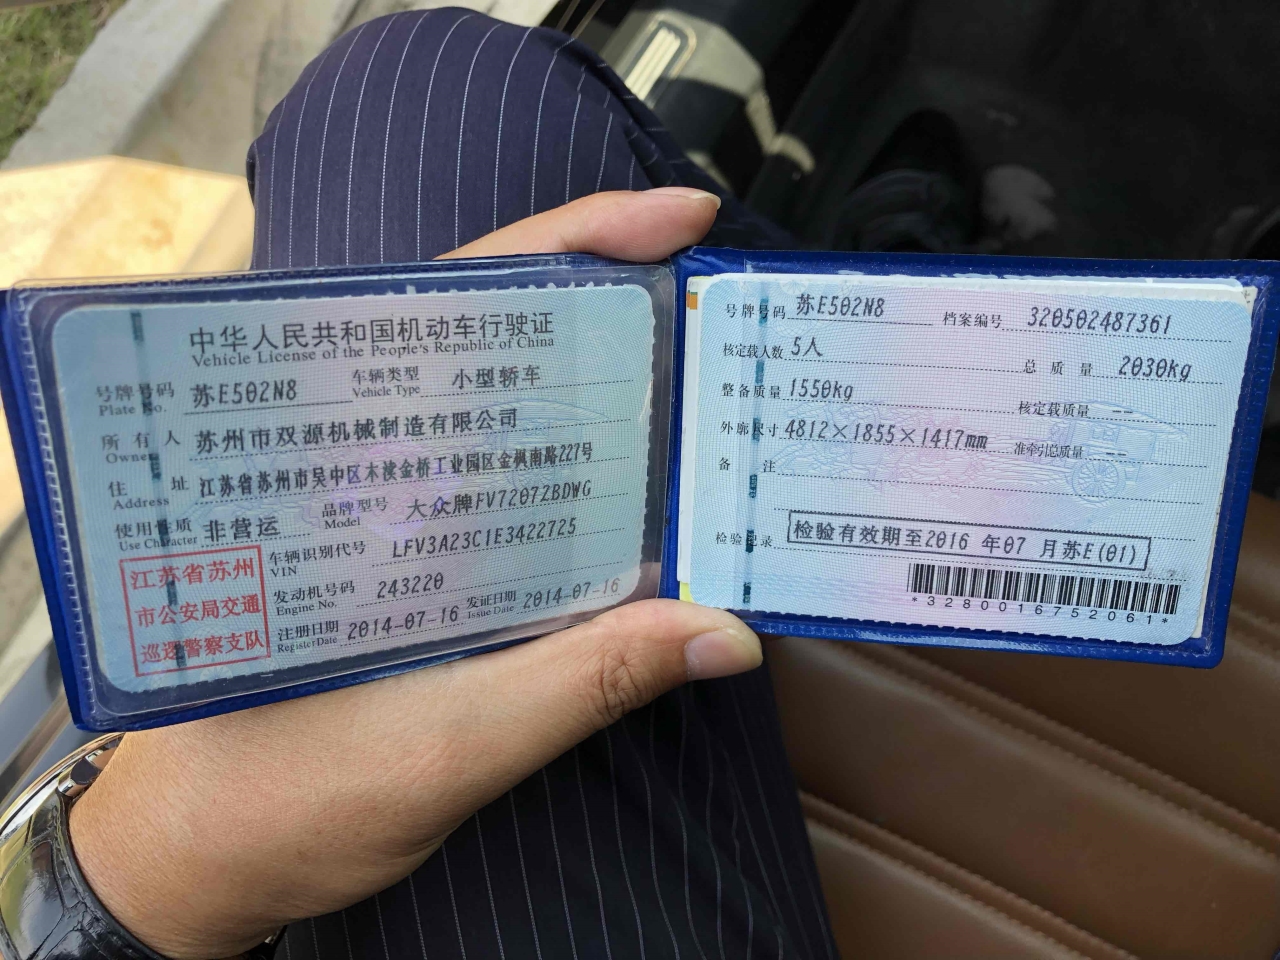 中华人民共和国机动车行驶证
Vehicle License of the People's Republic of China
号牌号码 苏E502N8 车辆类型 小型轿车
Plate No. Vehicle Type
所有人 苏州市双源机械制造有限公司
Owner
住址 江苏省苏州市吴中区木渎金桥工业园区金枫南路227号
Address
使用性质 非营运 品牌型号 大众牌FV7207ZBDWG
Use Character Model
车辆识别代号 LFV3A23C1E3422725
VIN
发动机号码 243220
Engine No.
注册日期 2014-07-16 发证日期 2014-07-16
Register Date Issue Date
江苏省苏州
市公安局交通
巡逻警察支队
号牌号码 苏E502N8 档案编号 320502487361
核定载人数 5人 总质量 2030kg
整备质量 1550kg 核定载质量 --
外廓尺寸 4812×1855×1417mm 准牵引总质量 --
备注
检验记录 检验有效期至2016年07月苏E(01)
*3280016752061*